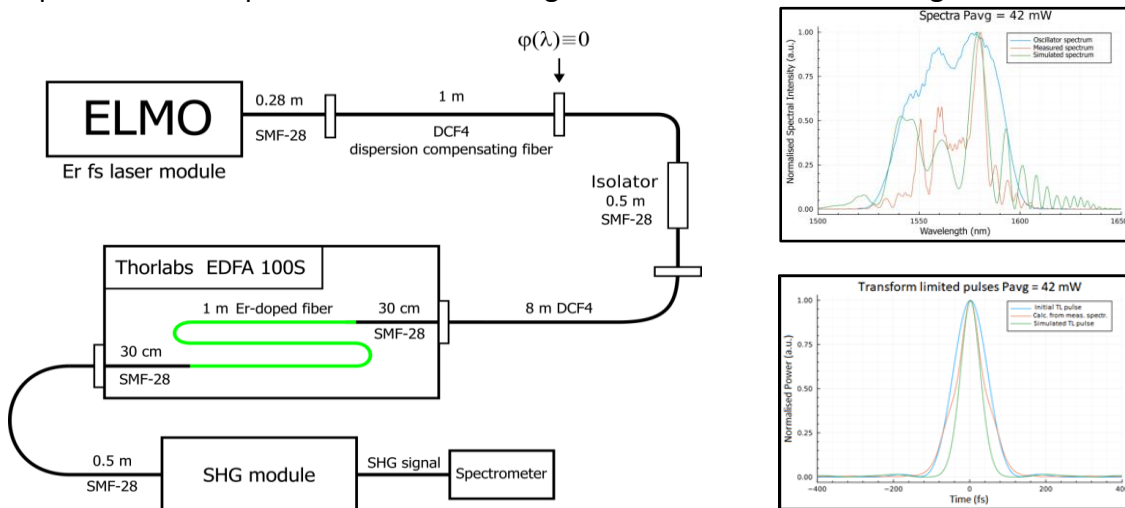 φ(λ)≡0
ELMO
Er fs laser module
0.28 m
SMF-28
1 m
DCF4
dispersion compensating fiber
Isolator
0.5 m
SMF-28
Thorlabs EDFA 100S
1 m Er-doped fiber
30 cm
SMF-28
30 cm
SMF-28
8 m DCF4
0.5 m
SMF-28
SHG module
SHG signal
Spectrometer
Spectra Pavg = 42 mW
Oscillator spectrum
Measured spectrum
Simulated spectrum
Normalised Spectral Intensity (a.u.)
1.00
0.75
0.50
0.25
0.00
1500
1550
1600
1650
Wavelength (nm)
Transform limited pulses Pavg = 42 mW
Initial TL pulse
Calc. from meas. spectr.
Simulated TL pulse
Normalised Power (a.u.)
1.00
0.75
0.50
0.25
0.00
−400
−200
0
200
400
Time (fs)